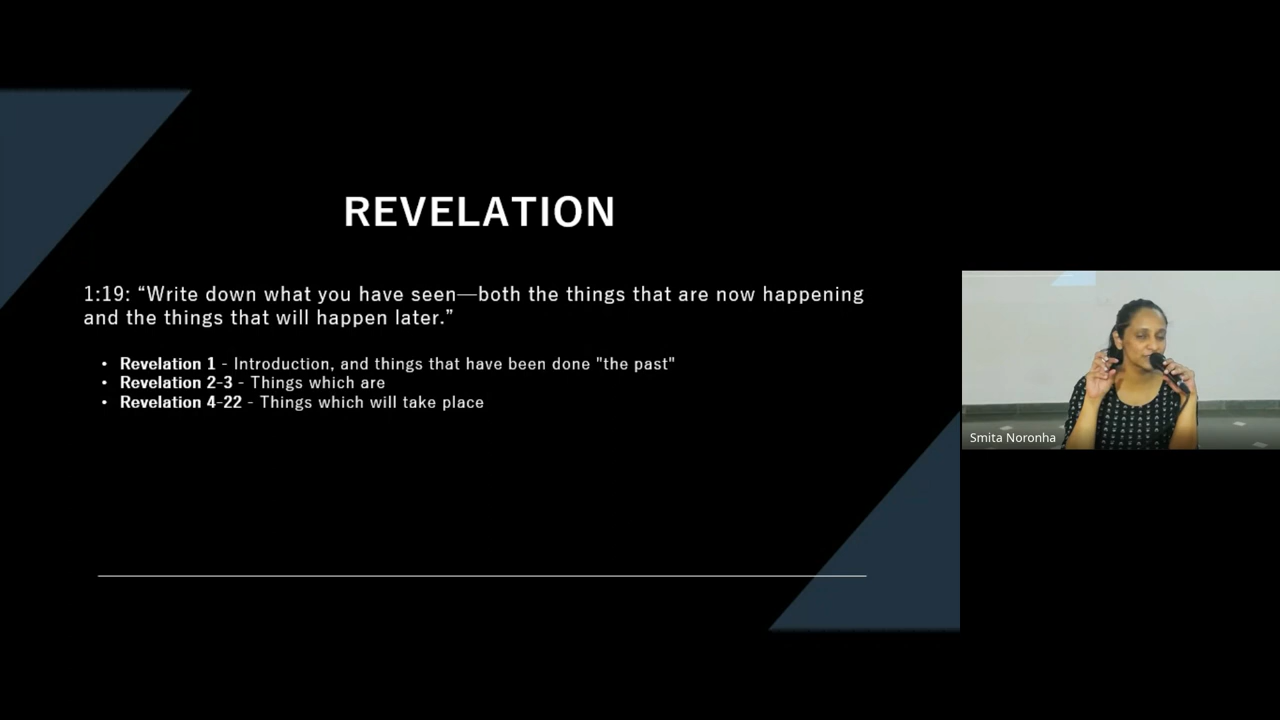 REVELATION
1:19: “Write down what you have seen—both the things that are now happening
and the things that will happen later.”
• Revelation 1 - Introduction, and things that have been done "the past"
• Revelation 2-3 - Things which are
• Revelation 4-22 - Things which will take place
Smita Noronha